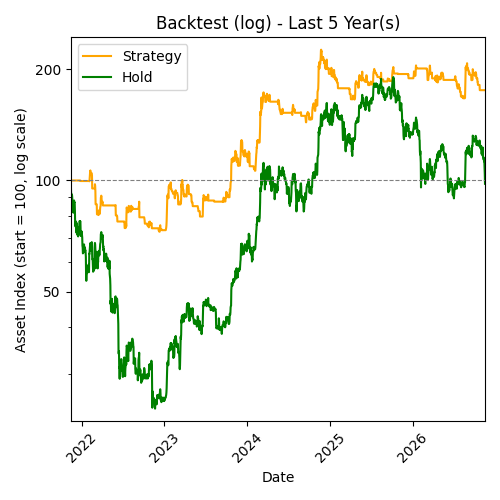 Backtest (log) - Last 5 Year(s)
Strategy
Hold
200
100
50
Asset Index (start = 100, log scale)
2022
2023
2024
2025
2026
Date